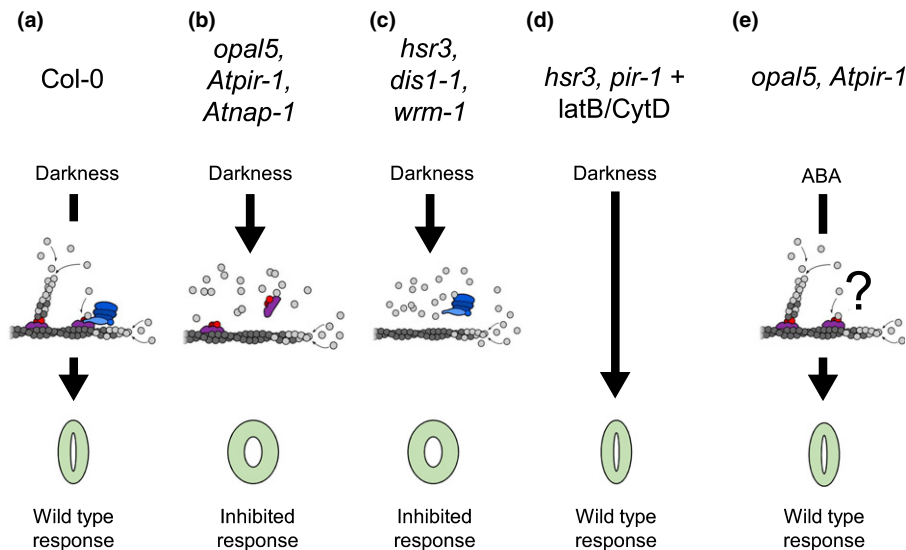 (a)
Col-0
Darkness
Wild type
response
(b)
opal5,
Atpir-1,
Atnap-1
Darkness
Inhibited
response
(c)
hsr3,
dis1-1,
wrm-1
Darkness
Inhibited
response
(d)
hsr3, pir-1 +
latB/CytD
Darkness
Wild type
response
(e)
opal5, Atpir-1
ABA
?
Wild type
response